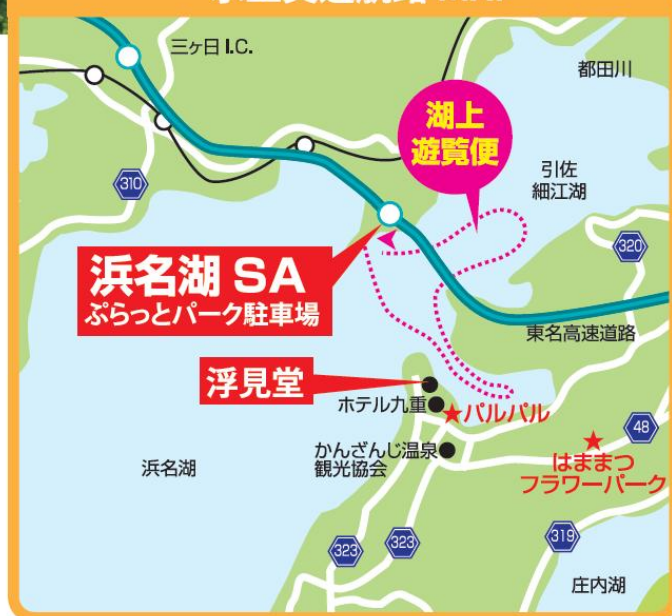 三ヶ日 I.C.
都田川
湖上
遊覧便
引佐
細江湖
310
320
浜名湖 SA
ぷらっとパーク駐車場
東名高速道路
浮見堂
ホテル九重
★パルパル
48
かんざんじ温泉
観光協会
浜名湖
★
はままつ
フラワーパーク
323
323
319
庄内湖